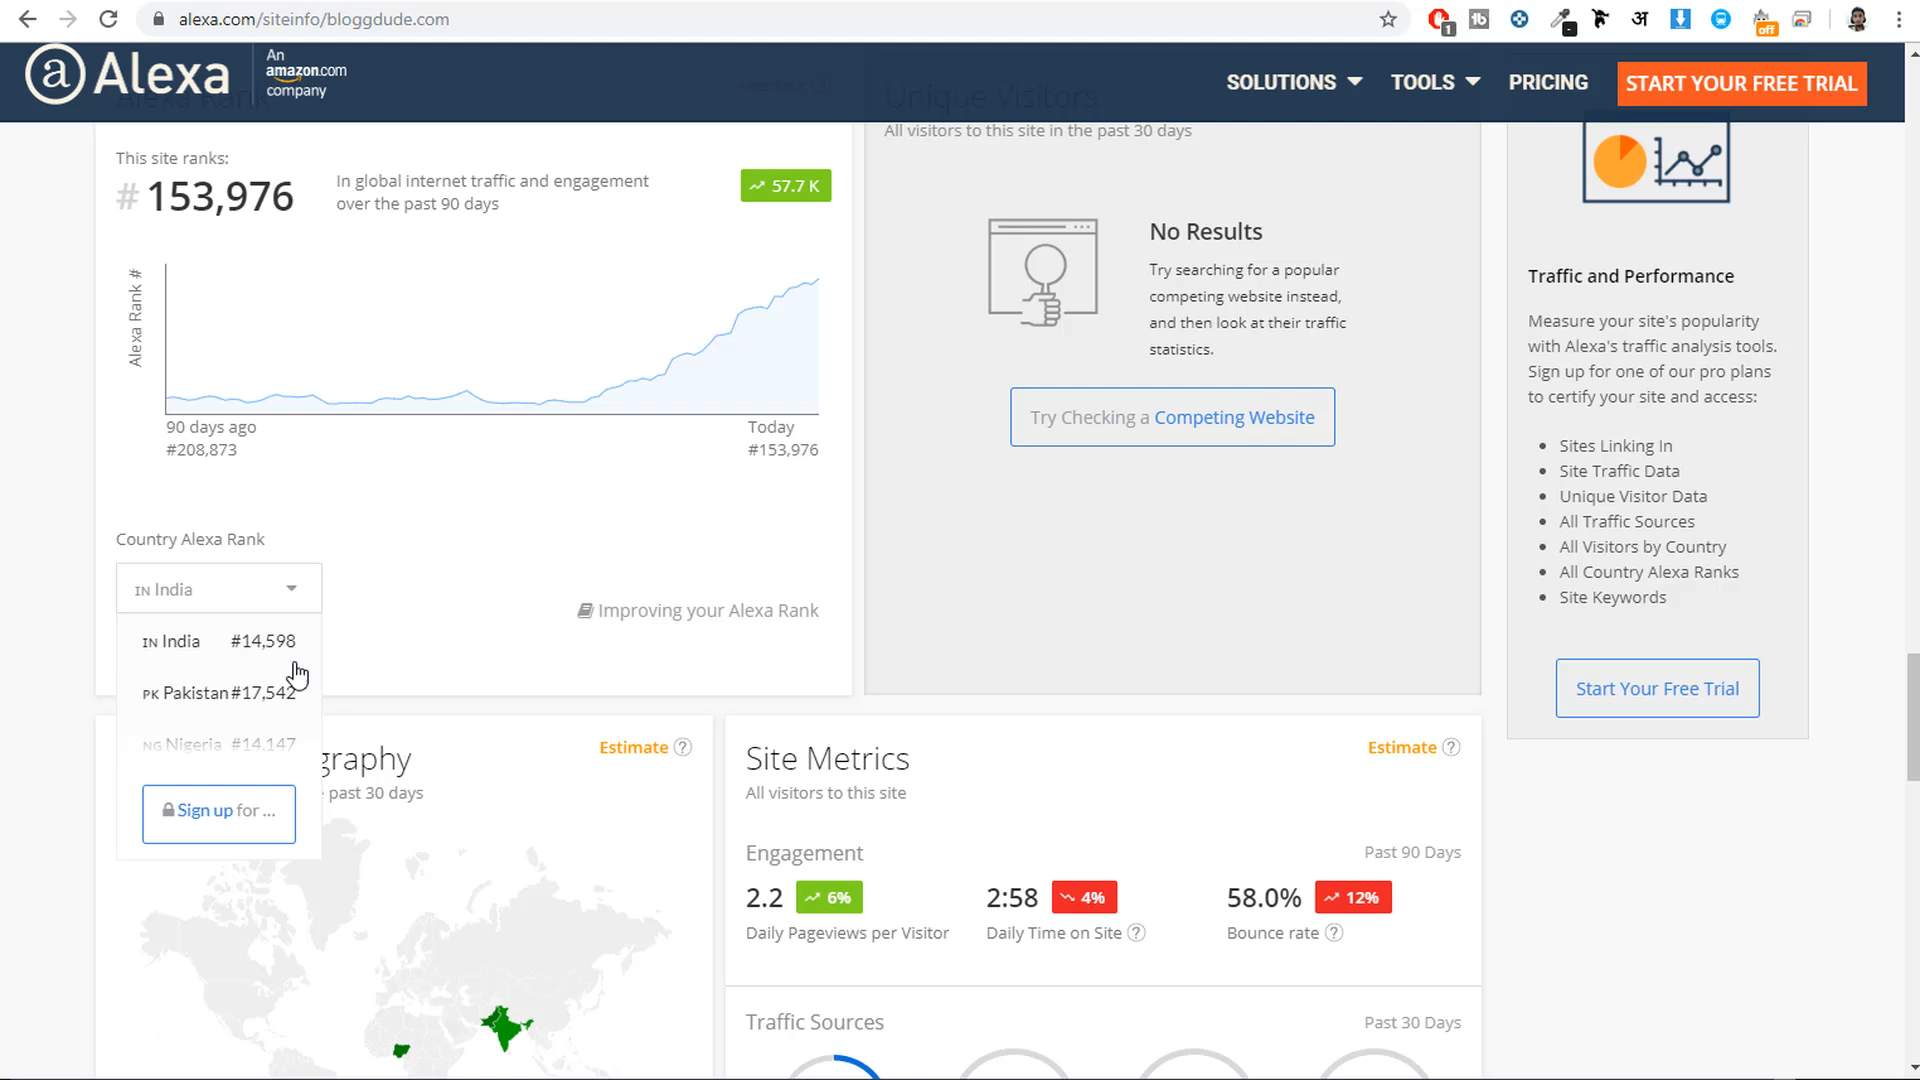 alexa.com/siteinfo/bloggdude.com
1
off
Alexa
An
amazon.com
company
SOLUTIONS
TOOLS
PRICING
START YOUR FREE TRIAL
Alexa Rank
Unique Visitors
All visitors to this site in the past 30 days
This site ranks:
# 153,976
In global internet traffic and engagement
over the past 90 days
57.7 K
Alexa Rank #
90 days ago
#208,873
Today
#153,976
Country Alexa Rank
IN India
IN India #14,598
PK Pakistan #17,542
NG Nigeria #14,147
Sign up for ...
Improving your Alexa Rank
No Results
Try searching for a popular
competing website instead,
and then look at their traffic
statistics.
Try Checking a Competing Website
Traffic and Performance
Measure your site's popularity
with Alexa's traffic analysis tools.
Sign up for one of our pro plans
to certify your site and access:
Sites Linking In
Site Traffic Data
Unique Visitor Data
All Traffic Sources
All Visitors by Country
All Country Alexa Ranks
Site Keywords
Start Your Free Trial
graphy
past 30 days
Estimate ?
Site Metrics
All visitors to this site
Estimate ?
Engagement
Past 90 Days
2.2 6%
Daily Pageviews per Visitor
2:58 4%
Daily Time on Site ?
58.0% 12%
Bounce rate ?
Traffic Sources
Past 30 Days